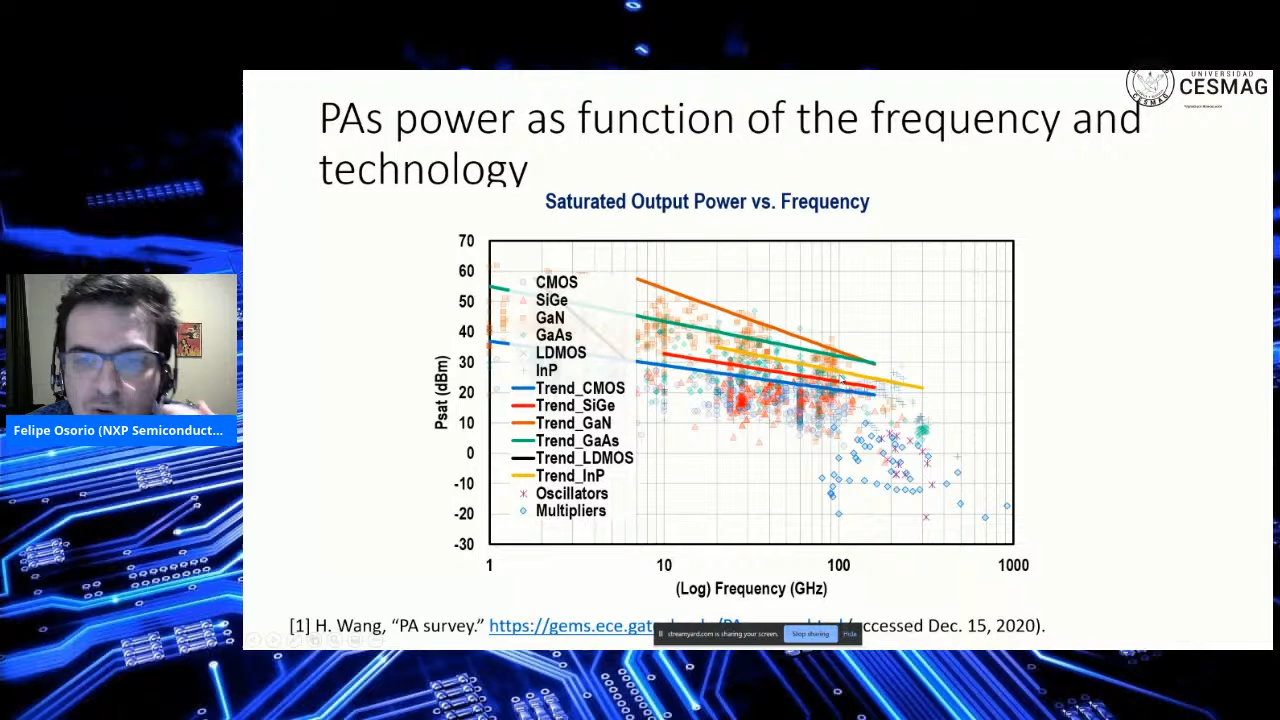 UNIVERSIDAD
CESMAG
PAs power as function of the frequency and
technology
Saturated Output Power vs. Frequency
Psat (dBm)
70
60
50
40
30
20
10
0
-10
-20
-30
CMOS
SiGe
GaN
GaAs
LDMOS
InP
Trend_CMOS
Trend_SiGe
Trend_GaN
Trend_GaAs
Trend_LDMOS
Trend_InP
Oscillators
Multipliers
1 10 100 1000
(Log) Frequency (GHz)
Felipe Osorio (NXP Semiconduct...
[1] H. Wang, “PA survey.” https://gems.ece.gat accessed Dec. 15, 2020).
streamyard.com is sharing your screen. Stop sharing Hide